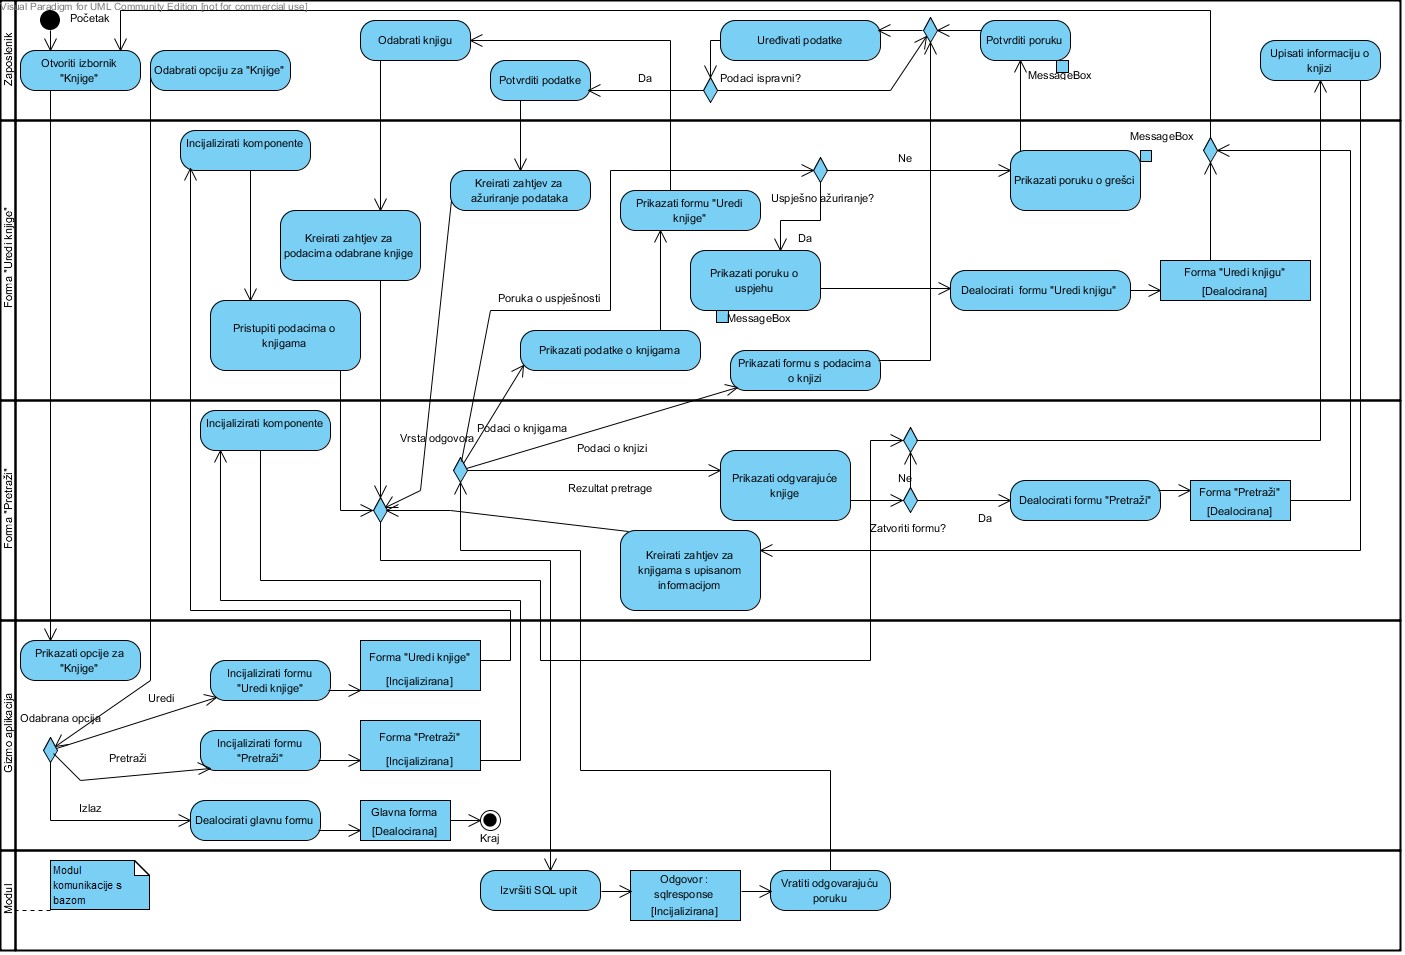 Visual Paradigm for UML Community Edition [not for commercial use]
Zaposlenik
Početak
Otvoriti izbornik
"Knjige"
Odabrati opciju za "Knjige"
Odabrati knjigu
Potvrditi podatke
Da
Uređivati podatke
Podaci ispravni?
Potvrditi poruku
MessageBox
Upisati informaciju o
knjizi
Forma "Uredi knjige"
Incijalizirati komponente
Kreirati zahtjev za
podacima odabrane knjige
Pristupiti podacima o
knjigama
Kreirati zahtjev za
ažuriranje podataka
Prikazati formu "Uredi
knjige"
Uspješno ažuriranje?
Ne
Da
Prikazati poruku o grešci
MessageBox
Prikazati poruku o
uspjehu
MessageBox
Poruka o uspješnosti
Dealocirati formu "Uredi knjigu"
Forma "Uredi knjigu"
[Dealocirana]
Prikazati podatke o knjigama
Prikazati formu s podacima
o knjizi
Forma "Pretraži"
Incijalizirati komponente
Vrsta odgovora
Podaci o knjigama
Podaci o knjizi
Rezultat pretrage
Prikazati odgvarajuće
knjige
Ne
Zatvoriti formu?
Da
Dealocirati formu "Pretraži"
Forma "Pretraži"
[Dealocirana]
Kreirati zahtjev za
knjigama s upisanom
informacijom
Gizmo aplikacija
Prikazati opcije za
"Knjige"
Odabrana opcija
Uredi
Incijalizirati formu
"Uredi knjige"
Forma "Uredi knjige"
[Incijalizirana]
Pretraži
Incijalizirati formu
"Pretraži"
Forma "Pretraži"
[Incijalizirana]
Izlaz
Dealocirati glavnu formu
Glavna forma
[Dealocirana]
Kraj
Modul
Modul
komunikacije s
bazom
Izvršiti SQL upit
Odgovor :
sqlresponse
[Incijalizirana]
Vratiti odgovarajuću
poruku